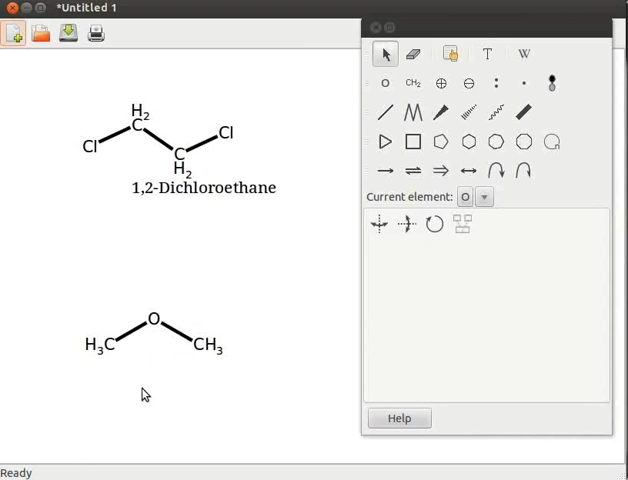 *Untitled 1
T
W
O
CH₂
Current element: O
Help
H₂
C
Cl
Cl
C
H₂
1,2-Dichloroethane
O
H₃C
CH₃
Ready